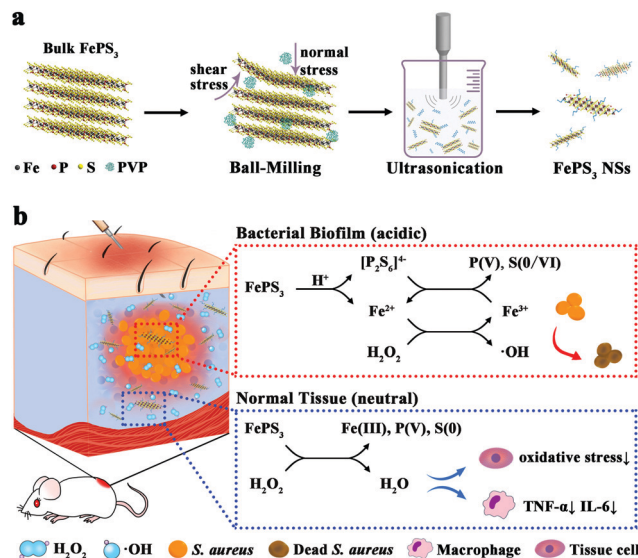 a
Bulk FePS₃
shear stress
normal stress
Fe P S PVP
Ball-Milling
Ultrasonication
FePS₃ NSs
b
Bacterial Biofilm (acidic)
FePS₃
H⁺
[P₂S₆]⁴⁻
P(V), S(0/VI)
Fe²⁺
Fe³⁺
H₂O₂
·OH
Normal Tissue (neutral)
FePS₃
Fe(III), P(V), S(0)
H₂O₂
H₂O
oxidative stress↓
TNF-α↓ IL-6↓
H₂O₂ ·OH S. aureus Dead S. aureus Macrophage Tissue cell